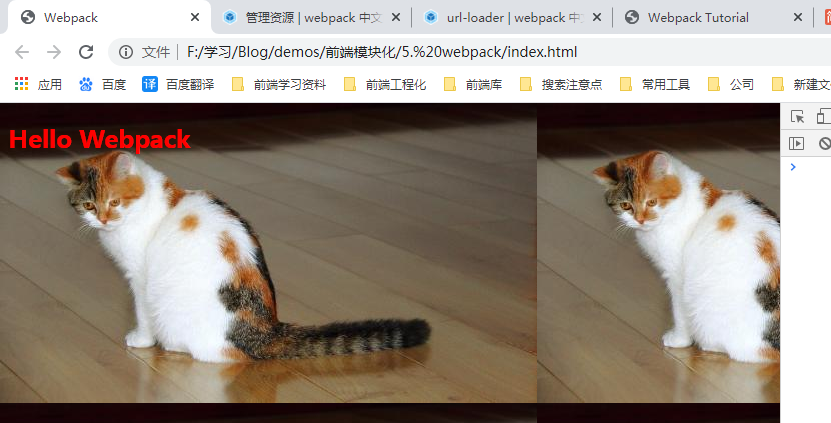 Webpack
管理资源 | webpack 中文
url-loader | webpack 中
Webpack Tutorial
文件 F:/学习/Blog/demos/前端模块化/5.%20webpack/index.html
应用 百度 译 百度翻译 前端学习资料 前端工程化 前端库 搜索注意点 常用工具 公司 新建文
Hello Webpack